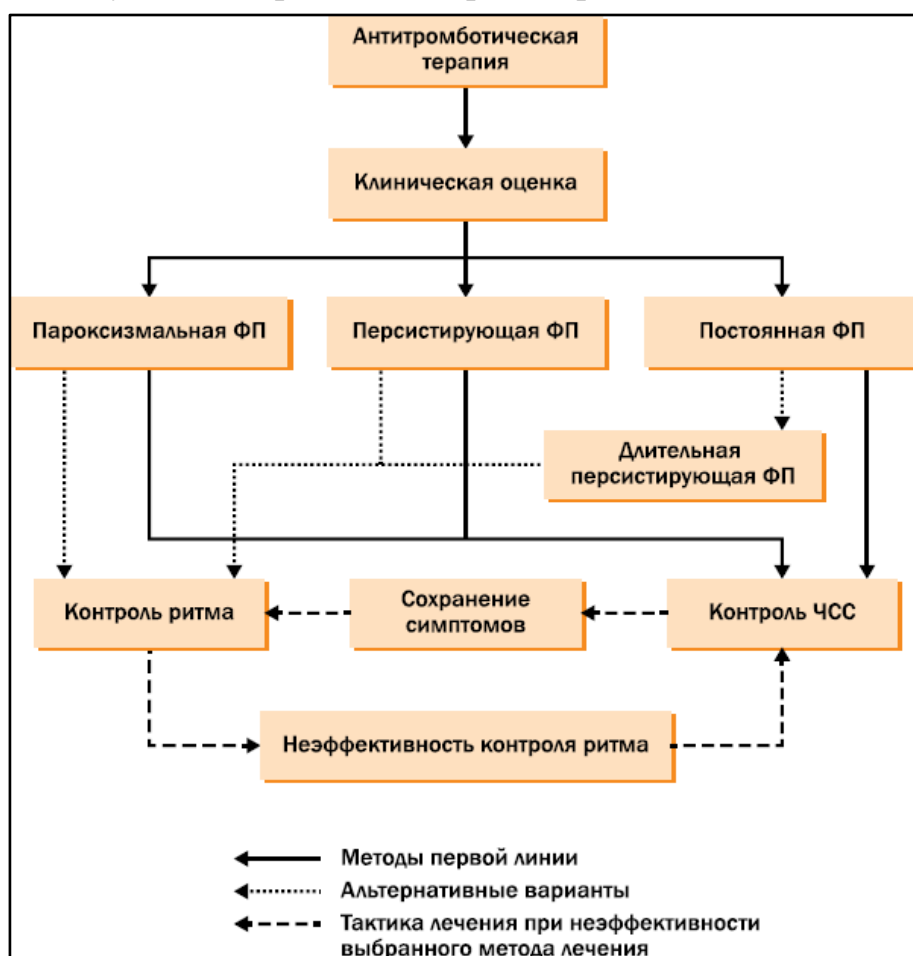 Антитромботическая
терапия
Клиническая оценка
Пароксизмальная ФП
Персистирующая ФП
Постоянная ФП
Длительная
персистирующая ФП
Контроль ритма
Сохранение
симптомов
Контроль ЧСС
Неэффективность контроля ритма
Методы первой линии
Альтернативные варианты
Тактика лечения при неэффективности
выбранного метода лечения